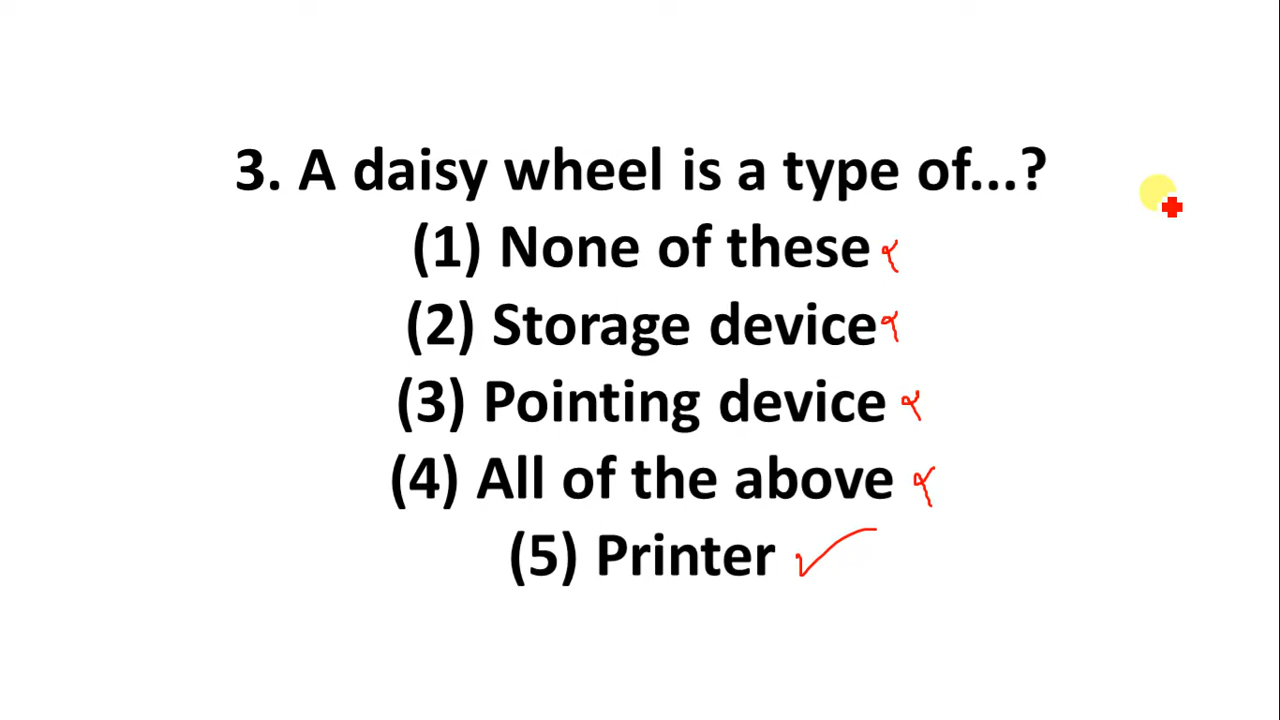 3. A daisy wheel is a type of...?
(1) None of these
(2) Storage device
(3) Pointing device
(4) All of the above
(5) Printer